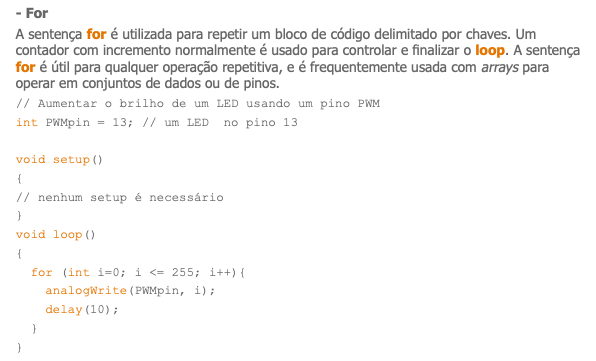 - For
A sentença for é utilizada para repetir um bloco de código delimitado por chaves. Um
contador com incremento normalmente é usado para controlar e finalizar o loop. A sentença
for é útil para qualquer operação repetitiva, e é frequentemente usada com arrays para
operar em conjuntos de dados ou de pinos.
// Aumentar o brilho de um LED usando um pino PWM
int PWMpin = 13; // um LED  no pino 13

void setup()
{
// nenhum setup é necessário
}
void loop()
{
  for (int i=0; i <= 255; i++){
    analogWrite(PWMpin, i);
    delay(10);
  }
}